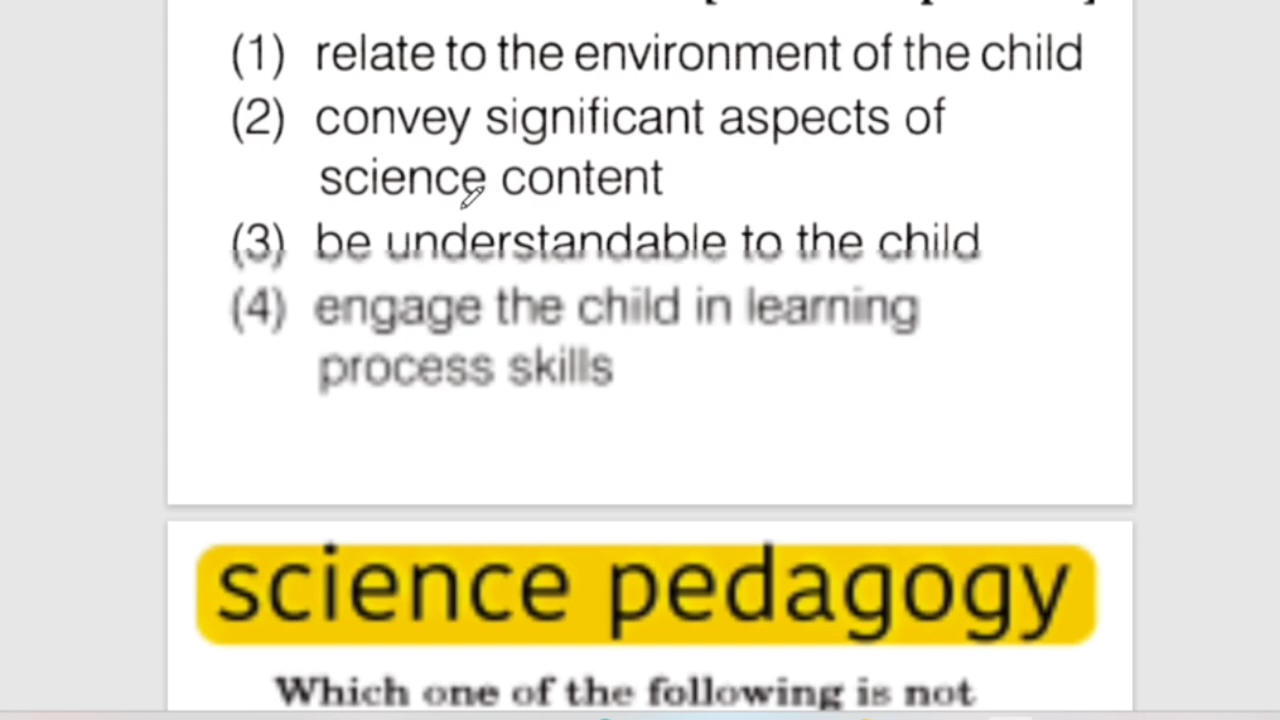 (1) relate to the environment of the child
(2) convey significant aspects of
science content
(3) be understandable to the child
(4) engage the child in learning
process skills
science pedagogy
Which one of the following is not